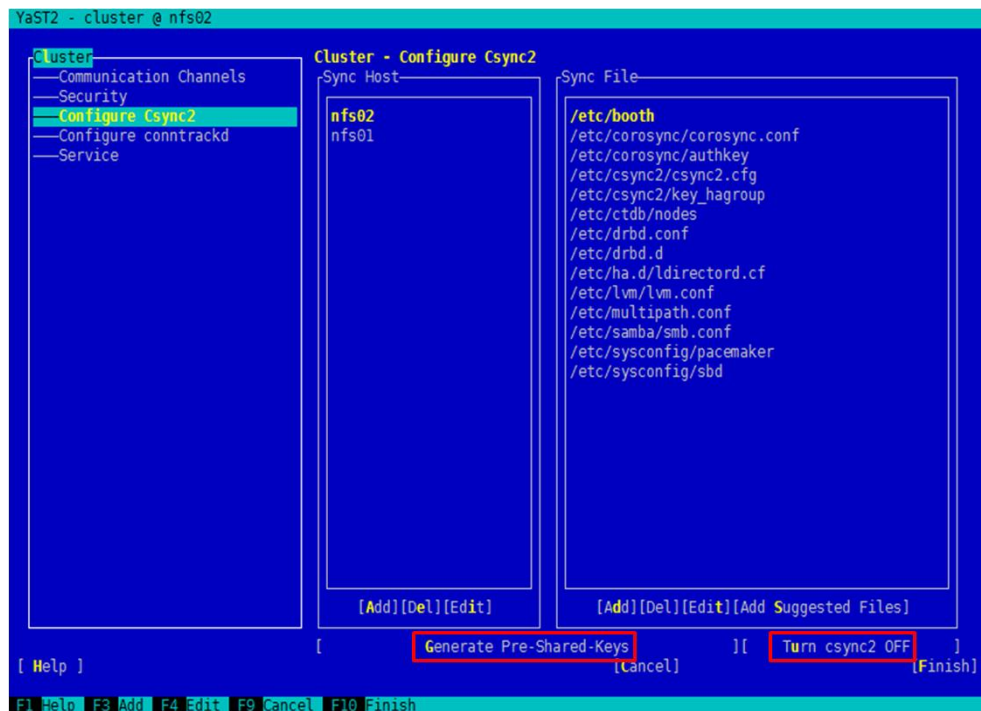 YaST2 - cluster @ nfs02
Cluster
Communication Channels
Security
Configure Csync2
Configure conntrackd
Service
Cluster - Configure Csync2
Sync Host
nfs02
nfs01
[Add][Del][Edit]
Sync File
/etc/booth
/etc/corosync/corosync.conf
/etc/corosync/authkey
/etc/csync2/csync2.cfg
/etc/csync2/key_hagroup
/etc/ctdb/nodes
/etc/drbd.conf
/etc/drbd.d
/etc/ha.d/ldirectord.cf
/etc/lvm/lvm.conf
/etc/multipath.conf
/etc/samba/smb.conf
/etc/sysconfig/pacemaker
/etc/sysconfig/sbd
[Add][Del][Edit][Add Suggested Files]
[ Generate Pre-Shared-Keys ][ Turn csync2 OFF ]
[ Help ] [Cancel] [Finish]
F1 Help F3 Add F4 Edit F9 Cancel F10 Finish